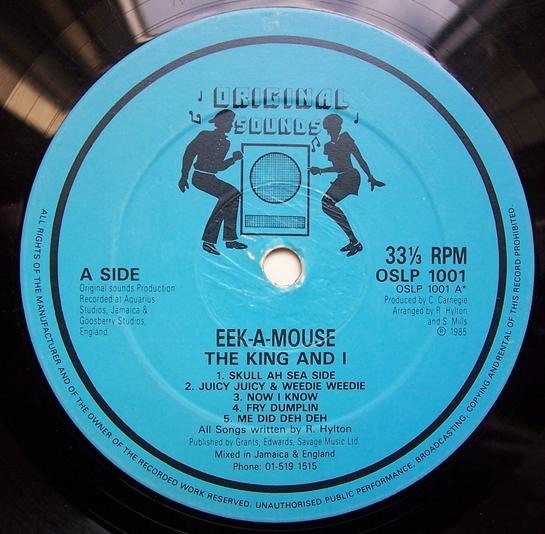 ORIGINAL
SOUNDS
A SIDE
Original sounds Production
Recorded at Aquarius
Studios, Jamaica &
Gooseberry Studios,
England
33⅓ RPM
OSLP 1001
OSLP 1001 A*
Produced by C. Carnegie
Arranged by R. Hylton
and S. Mills
℗ 1985
EEK-A-MOUSE
THE KING AND I
1. SKULL AH SEA SIDE
2. JUICY JUICY & WEEDIE WEEDIE
3. NOW I KNOW
4. FRY DUMPLIN
5. ME DID DEH DEH
All Songs written by R. Hylton
Published by Grants, Edwards, Savage Music Ltd.
Mixed in Jamaica & England
Phone: 01-519 1515
ALL RIGHTS OF THE MANUFACTURER AND OF THE OWNER OF THE RECORDED WORK RESERVED. UNAUTHORISED PUBLIC PERFORMANCE, BROADCASTING, COPYING AND RENTAL OF THIS RECORD PROHIBITED.